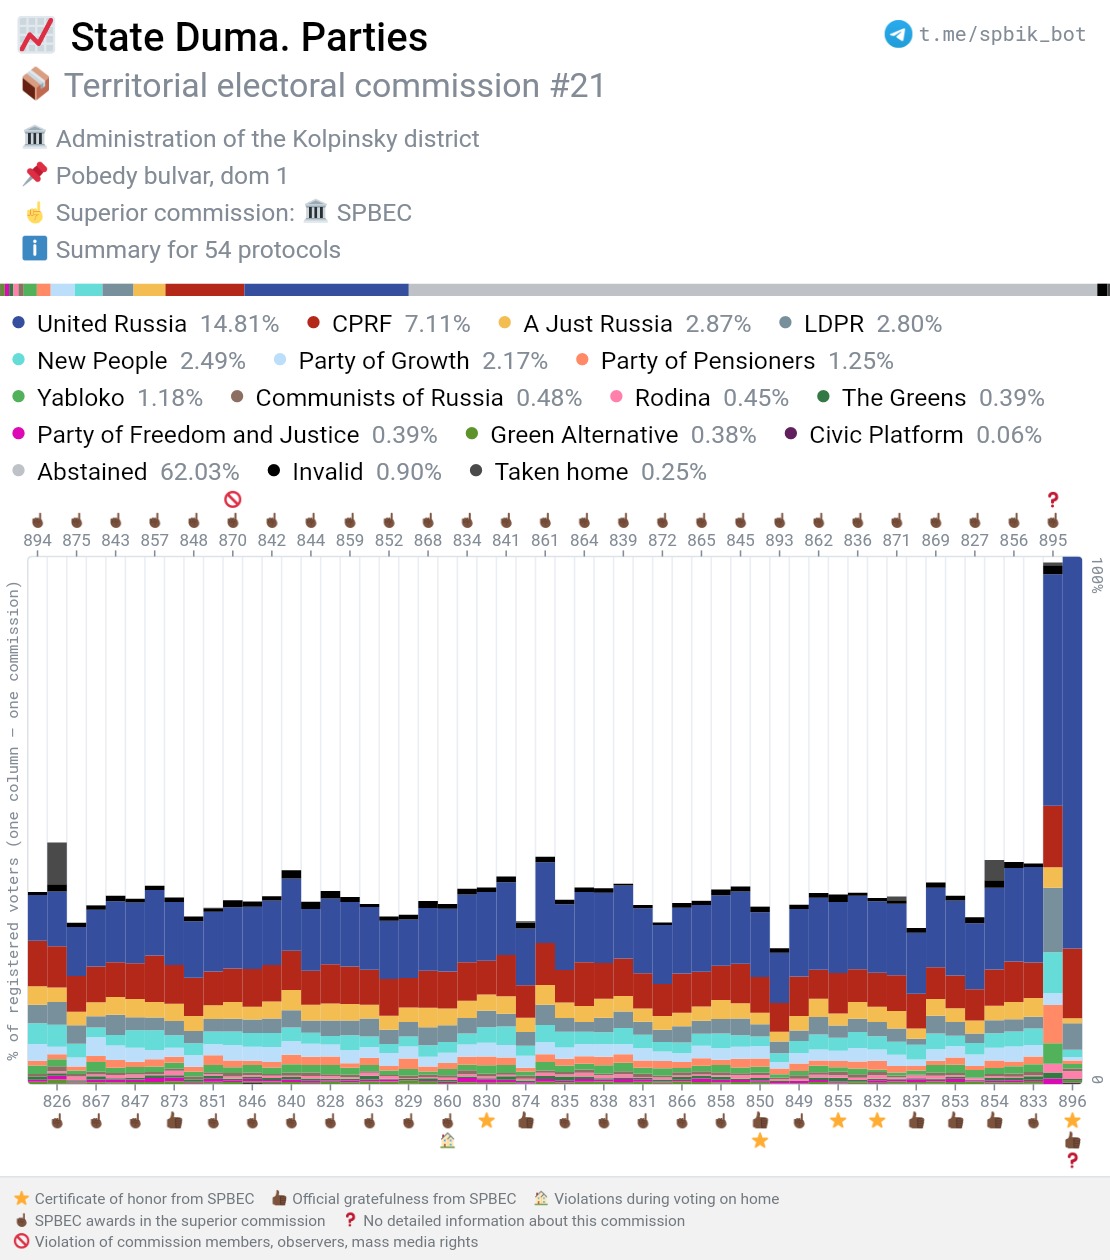 State Duma. Parties
t.me/spbik_bot
Territorial electoral commission #21
Administration of the Kolpinsky district
Pobedy bulvar, dom 1
Superior commission: SPBEC
Summary for 54 protocols
United Russia 14.81% CPRF 7.11% A Just Russia 2.87% LDPR 2.80%
New People 2.49% Party of Growth 2.17% Party of Pensioners 1.25%
Yabloko 1.18% Communists of Russia 0.48% Rodina 0.45% The Greens 0.39%
Party of Freedom and Justice 0.39% Green Alternative 0.38% Civic Platform 0.06%
Abstained 62.03% Invalid 0.90% Taken home 0.25%
894 875 843 857 848 870 842 844 859 852 868 834 841 861 864 839 872 865 845 893 862 836 871 869 827 856 895
100%
% of registered voters (one column – one commission)
0
826 867 847 873 851 846 840 828 863 829 860 830 874 835 838 831 866 858 850 849 855 832 837 853 854 833 896
Certificate of honor from SPBEC Official gratefulness from SPBEC Violations during voting on home
SPBEC awards in the superior commission No detailed information about this commission
Violation of commission members, observers, mass media rights